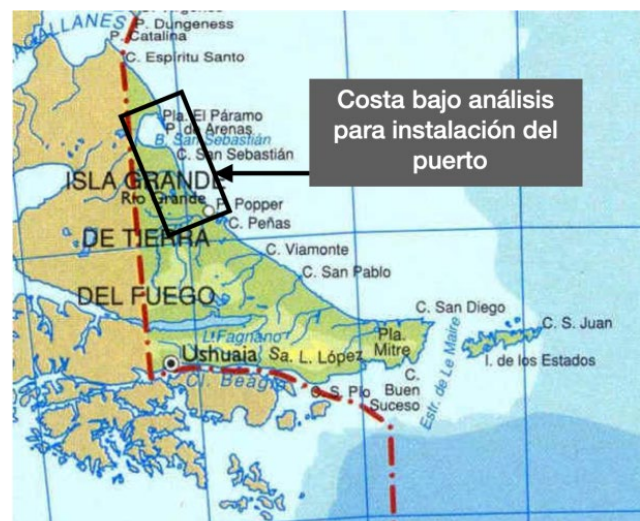 AGALLANES
P. Dungeness
P. Catalina
C. Espíritu Santo
Costa bajo análisis
para instalación del
puerto
Pla. El Páramo
P. de Arenas
B. San Sebastián
C. San Sebastián
ISLA GRANDE
Río Grande
P. Popper
C. Peñas
DE TIERRA
C. Viamonte
C. San Pablo
DEL FUEGO
C. San Diego
C. S. Juan
L. Fagnano
Pla.
Mitre
I. de los Estados
Ushuaia
Sa. L. López
Estr. de Le Maire
C.
Buen
Suceso
C. S. Pío
Cl. Beagle